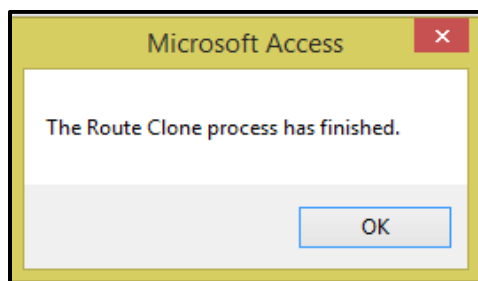 Microsoft Access
The Route Clone process has finished.
OK